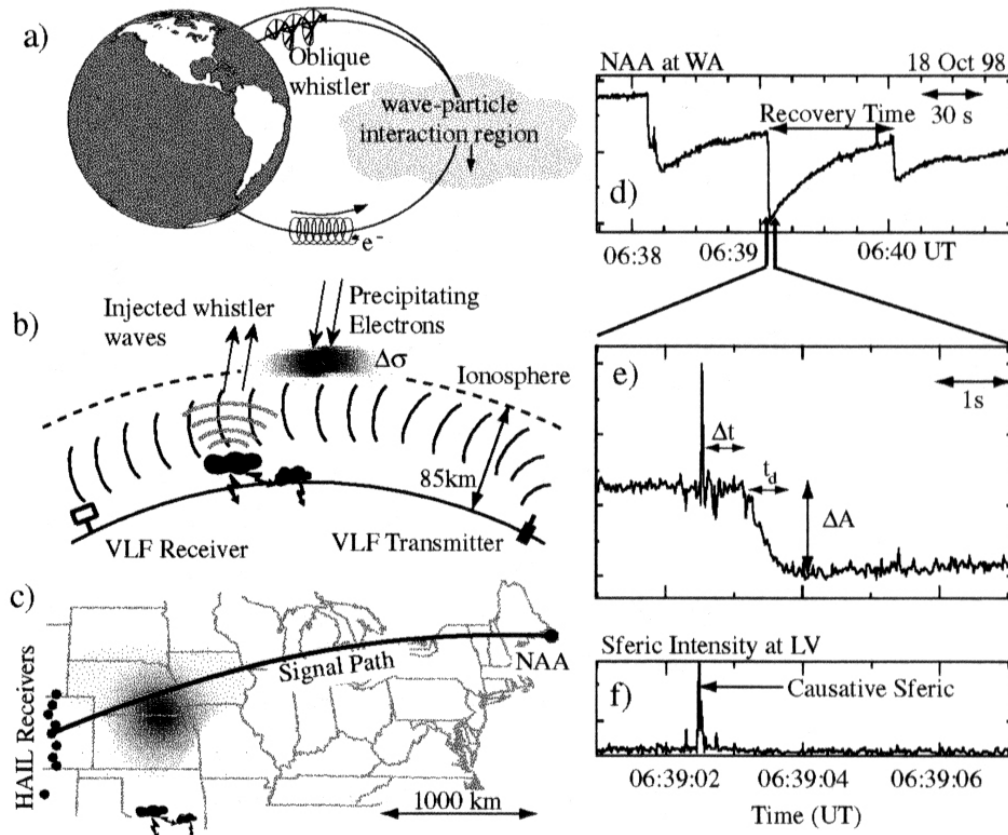 a)
Oblique
whistler
wave-particle
interaction region
e⁻
b)
Injected whistler
waves
Precipitating
Electrons
Δσ
Ionosphere
85km
VLF Receiver
VLF Transmitter
c)
HAIL Receivers
Signal Path
NAA
1000 km
NAA at WA
18 Oct 98
Recovery Time
30 s
d)
06:38
06:39
06:40 UT
e)
1s
Δt
t_d
ΔA
Sferic Intensity at LV
f)
Causative Sferic
06:39:02
06:39:04
06:39:06
Time (UT)